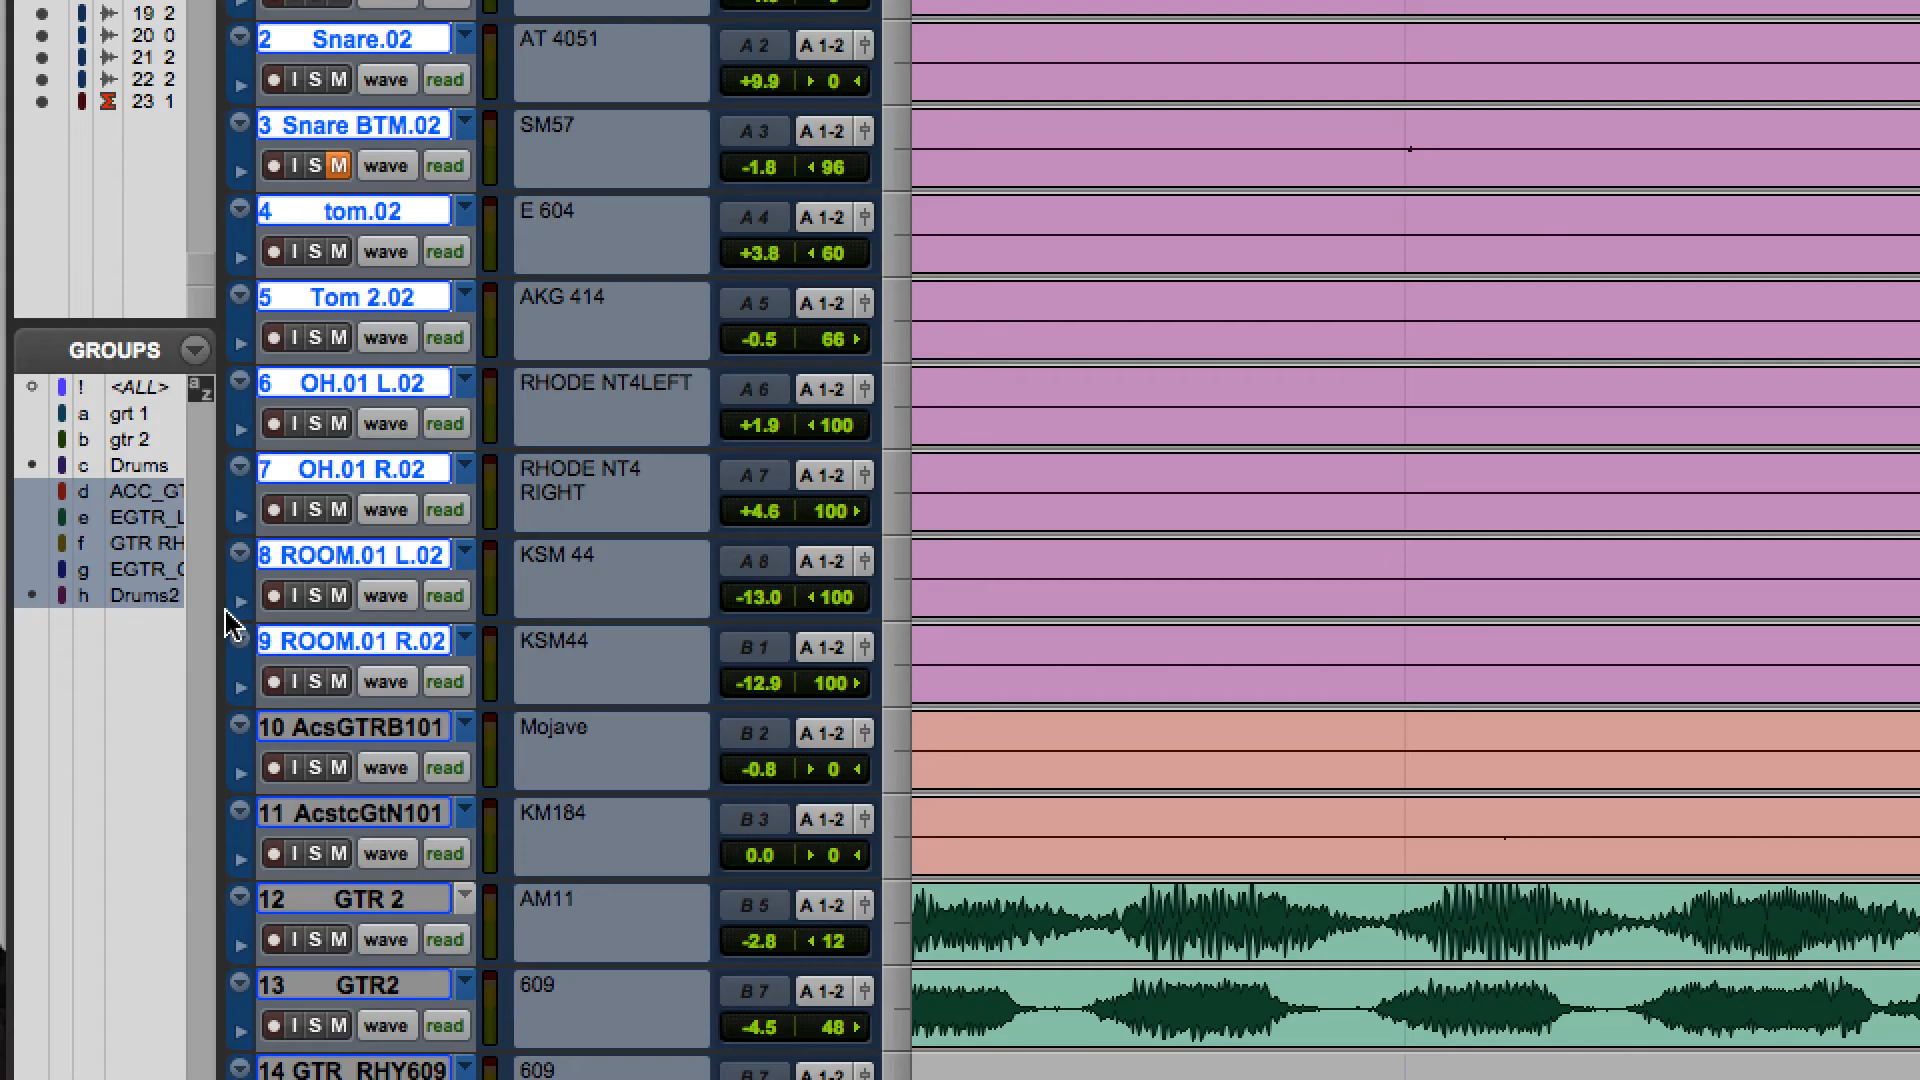 19 2
20 0
21 2
22 2
23 1
GROUPS
! <ALL>
a grt 1
b gtr 2
c Drums
d ACC_GT
e EGTR_L
f GTR RH
g EGTR_C
h Drums2
a z
2 Snare.02
I S M wave read
AT 4051
A 2 A 1-2
+9.9 0
3 Snare BTM.02
I S M wave read
SM57
A 3 A 1-2
-1.8 96
4 tom.02
I S M wave read
E 604
A 4 A 1-2
+3.8 60
5 Tom 2.02
I S M wave read
AKG 414
A 5 A 1-2
-0.5 66
6 OH.01 L.02
I S M wave read
RHODE NT4LEFT
A 6 A 1-2
+1.9 100
7 OH.01 R.02
I S M wave read
RHODE NT4
RIGHT
A 7 A 1-2
+4.6 100
8 ROOM.01 L.02
I S M wave read
KSM 44
A 8 A 1-2
-13.0 100
9 ROOM.01 R.02
I S M wave read
KSM44
B 1 A 1-2
-12.9 100
10 AcsGTRB101
I S M wave read
Mojave
B 2 A 1-2
-0.8 0
11 AcstcGtN101
I S M wave read
KM184
B 3 A 1-2
0.0 0
12 GTR 2
I S M wave read
AM11
B 5 A 1-2
-2.8 12
13 GTR2
I S M wave read
609
B 7 A 1-2
-4.5 48
14 GTR_RHY609
609
B 7 A 1-2